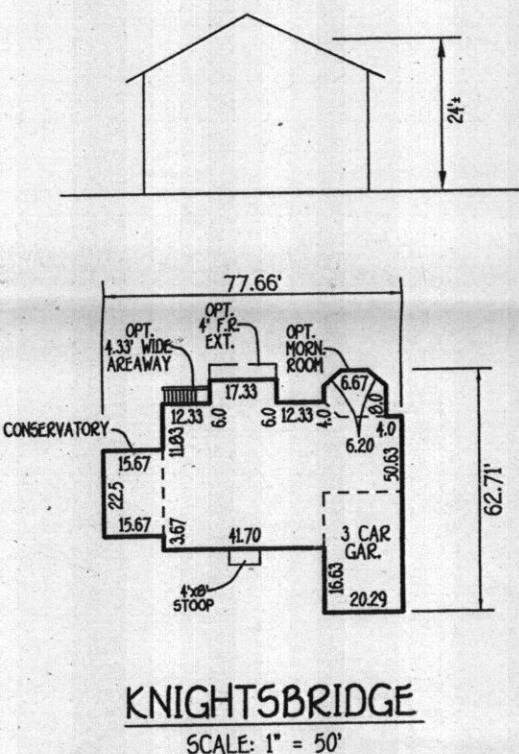 24'±
77.66'
OPT.
4' F.R.
EXT.
OPT.
4.33' WIDE
AREAWAY
OPT.
MORN.
ROOM
17.33
6.67
12.33
6.0
6.0
12.33
4.0
8.0
4.0
CONSERVATORY
11.83
6.20
15.67
50.63
62.71'
22.5
15.67
3.67
41.70
3 CAR
GAR.
16.63
4'x8'
STOOP
20.29
KNIGHTSBRIDGE
SCALE: 1" = 50'